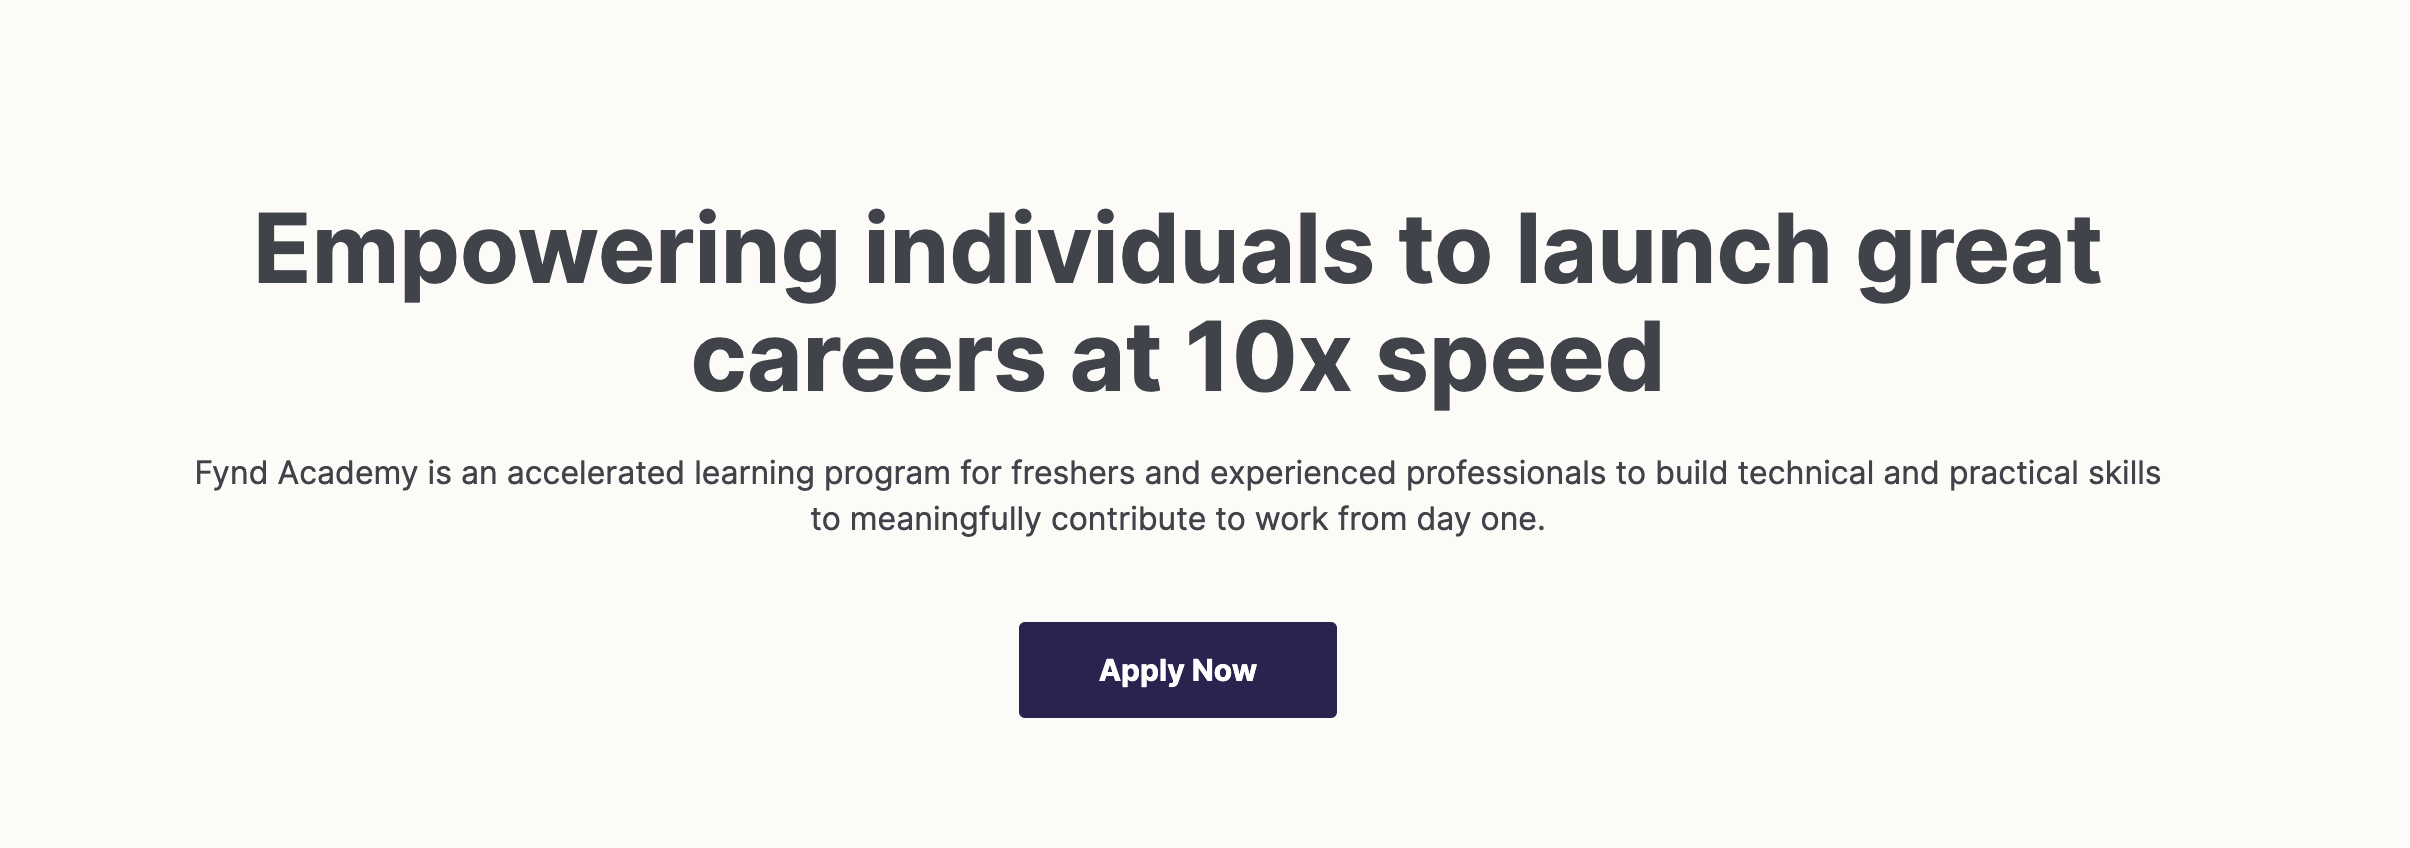 Empowering individuals to launch great
careers at 10x speed
Fynd Academy is an accelerated learning program for freshers and experienced professionals to build technical and practical skills
to meaningfully contribute to work from day one.
Apply Now